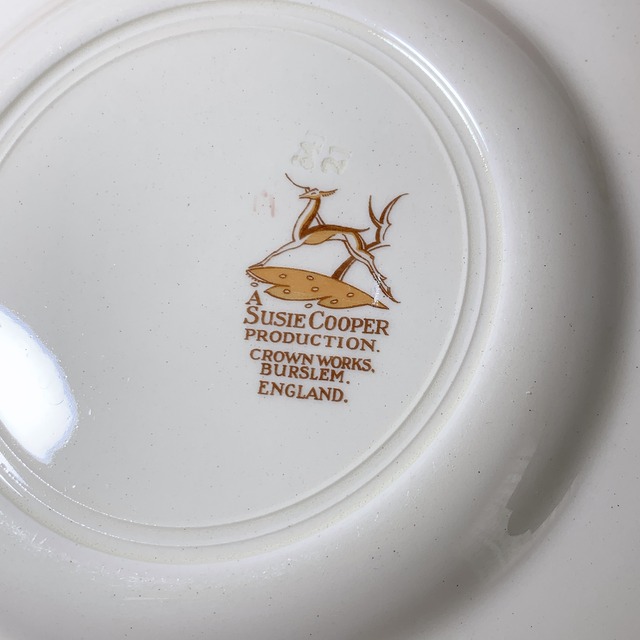 A
SUSIE COOPER
PRODUCTION.
CROWN WORKS,
BURSLEM.
ENGLAND.